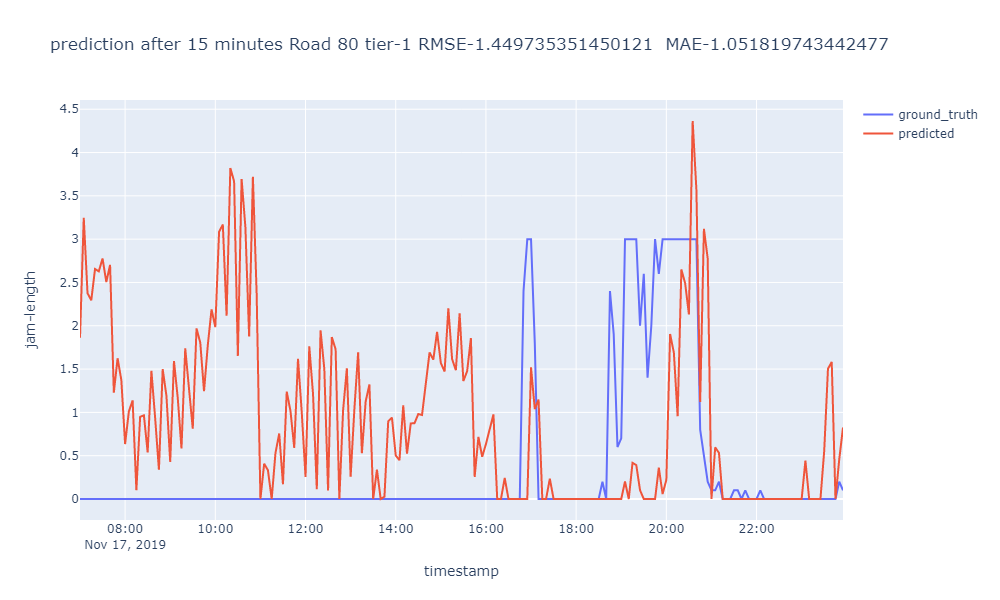 prediction after 15 minutes Road 80 tier-1 RMSE-1.449735351450121  MAE-1.051819743442477
ground_truth
predicted
4.5
4
3.5
3
2.5
2
1.5
1
0.5
0
jam-length
08:00 10:00 12:00 14:00 16:00 18:00 20:00 22:00
Nov 17, 2019
timestamp